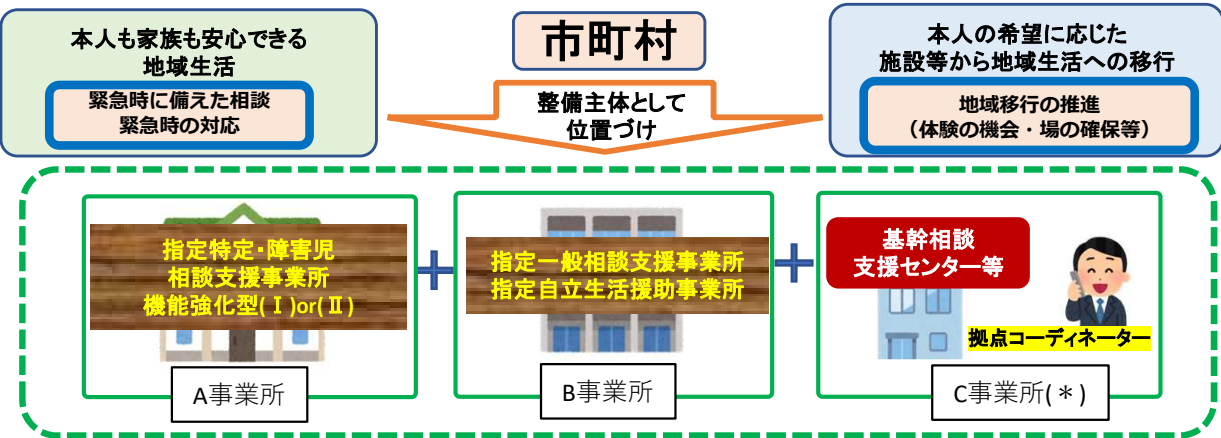 本人も家族も安心できる
地域生活
緊急時に備えた相談
緊急時の対応
市町村
整備主体として
位置づけ
本人の希望に応じた
施設等から地域生活への移行
地域移行の推進
（体験の機会・場の確保等）
指定特定・障害児
相談支援事業所
機能強化型(Ⅰ)or(Ⅱ)
A事業所
+
指定一般相談支援事業所
指定自立生活援助事業所
B事業所
+
基幹相談
支援センター等
拠点コーディネーター
C事業所(＊)